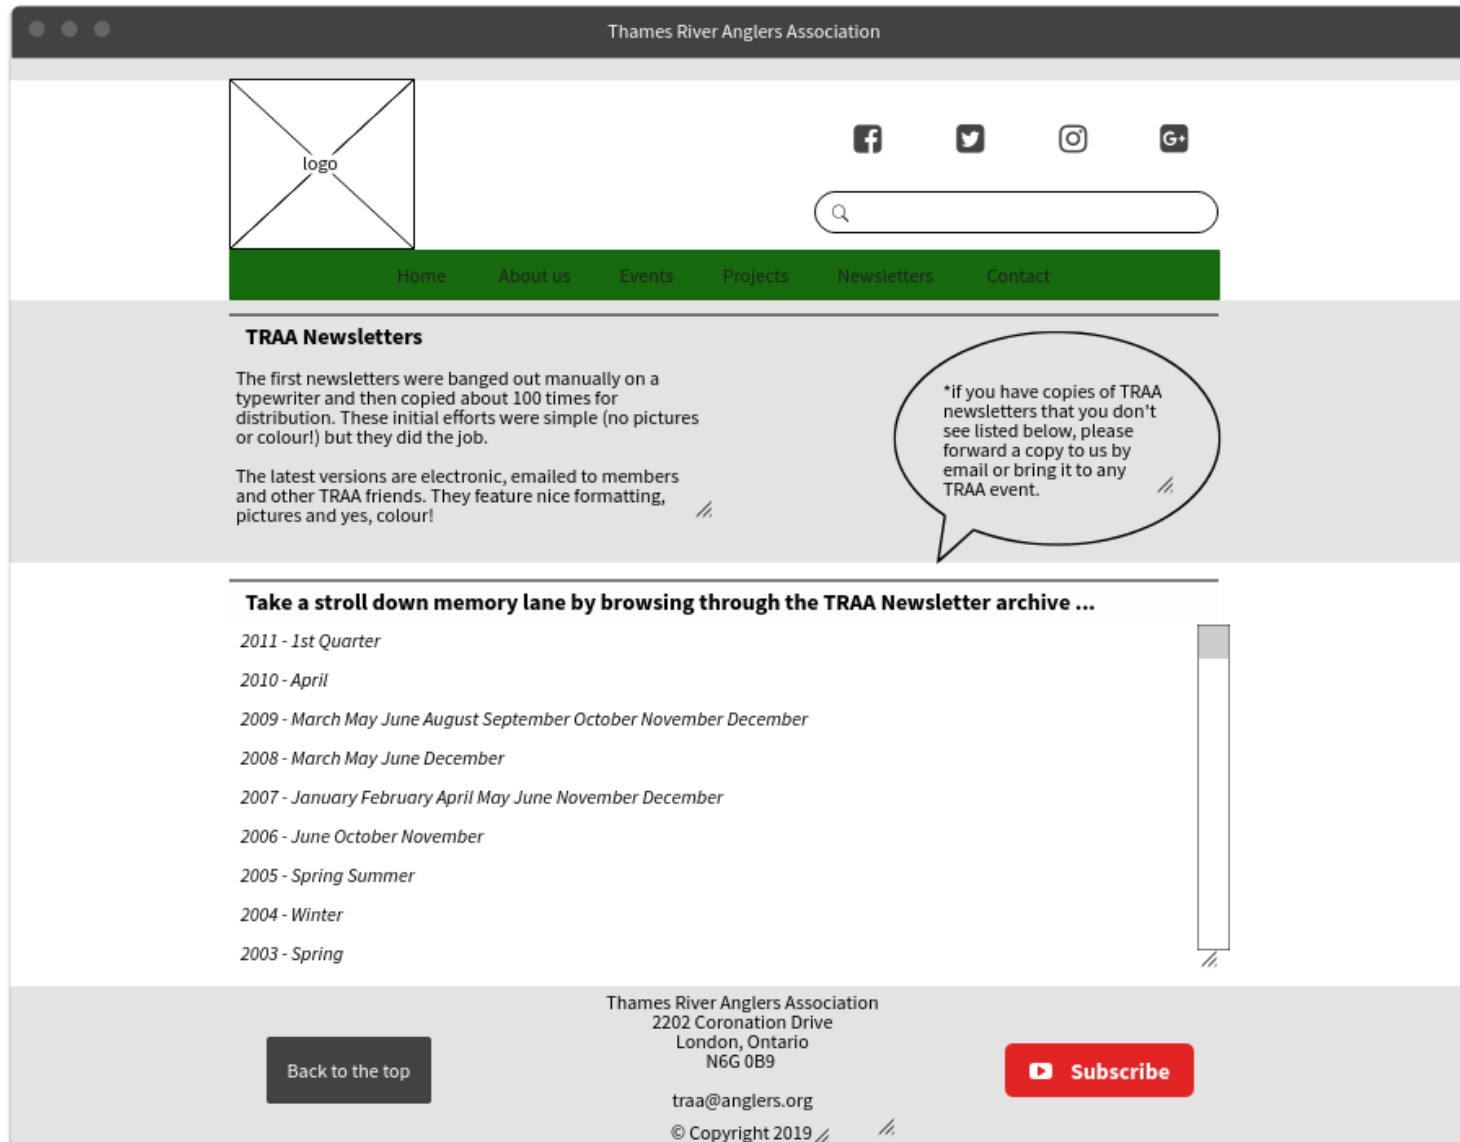 Thames River Anglers Association
logo
Home About us Events Projects Newsletters Contact
TRAA Newsletters
The first newsletters were banged out manually on a
typewriter and then copied about 100 times for
distribution. These initial efforts were simple (no pictures
or colour!) but they did the job.
The latest versions are electronic, emailed to members
and other TRAA friends. They feature nice formatting,
pictures and yes, colour!
*if you have copies of TRAA
newsletters that you don't
see listed below, please
forward a copy to us by
email or bring it to any
TRAA event.
Take a stroll down memory lane by browsing through the TRAA Newsletter archive ...
2011 - 1st Quarter
2010 - April
2009 - March May June August September October November December
2008 - March May June December
2007 - January February April May June November December
2006 - June October November
2005 - Spring Summer
2004 - Winter
2003 - Spring
Back to the top
Thames River Anglers Association
2202 Coronation Drive
London, Ontario
N6G 0B9
traa@anglers.org
© Copyright 2019
Subscribe